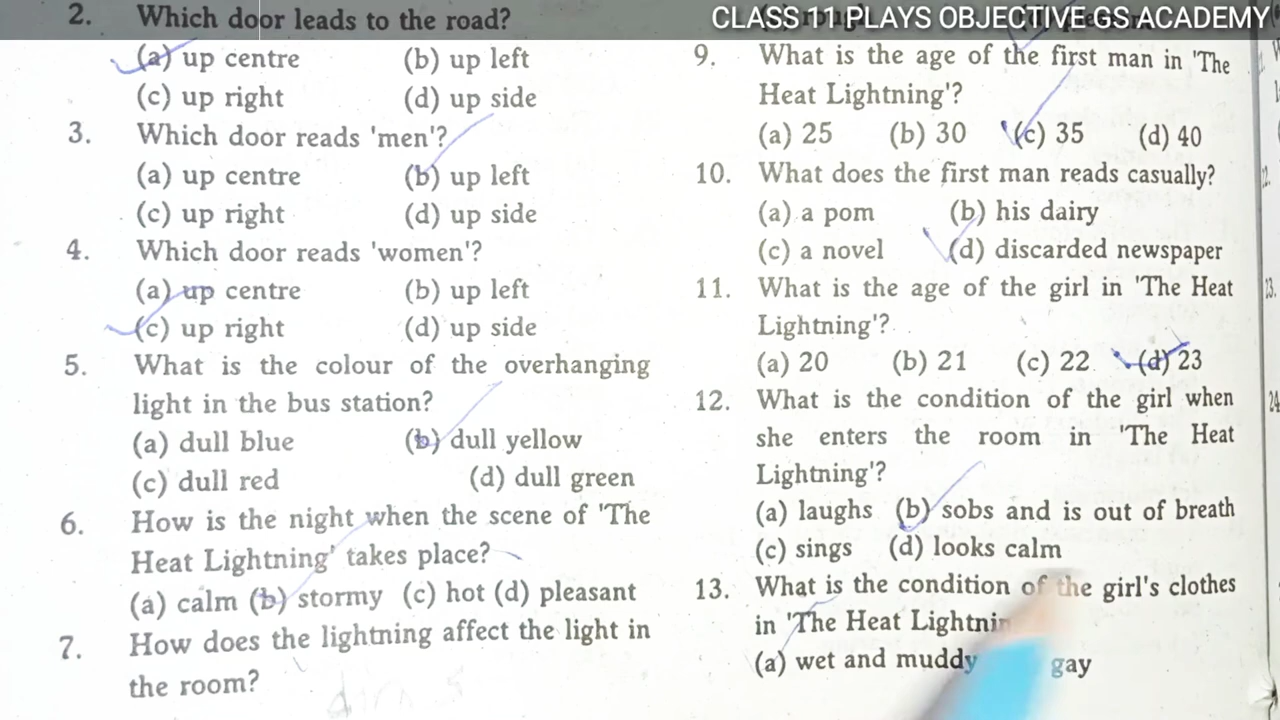 CLASS 11 PLAYS OBJECTIVE GS ACADEMY
2. Which door leads to the road?
(a) up centre (b) up left
(c) up right (d) up side
3. Which door reads 'men'?
(a) up centre (b) up left
(c) up right (d) up side
4. Which door reads 'women'?
(a) up centre (b) up left
(c) up right (d) up side
5. What is the colour of the overhanging
light in the bus station?
(a) dull blue (b) dull yellow
(c) dull red (d) dull green
6. How is the night when the scene of 'The
Heat Lightning' takes place?
(a) calm (b) stormy (c) hot (d) pleasant
7. How does the lightning affect the light in
the room?
9. What is the age of the first man in 'The
Heat Lightning'?
(a) 25 (b) 30 (c) 35 (d) 40
10. What does the first man reads casually?
(a) a pom (b) his dairy
(c) a novel (d) discarded newspaper
11. What is the age of the girl in 'The Heat
Lightning'?
(a) 20 (b) 21 (c) 22 (d) 23
12. What is the condition of the girl when
she enters the room in 'The Heat
Lightning'?
(a) laughs (b) sobs and is out of breath
(c) sings (d) looks calm
13. What is the condition of the girl's clothes
in 'The Heat Lightnin
(a) wet and muddy gay